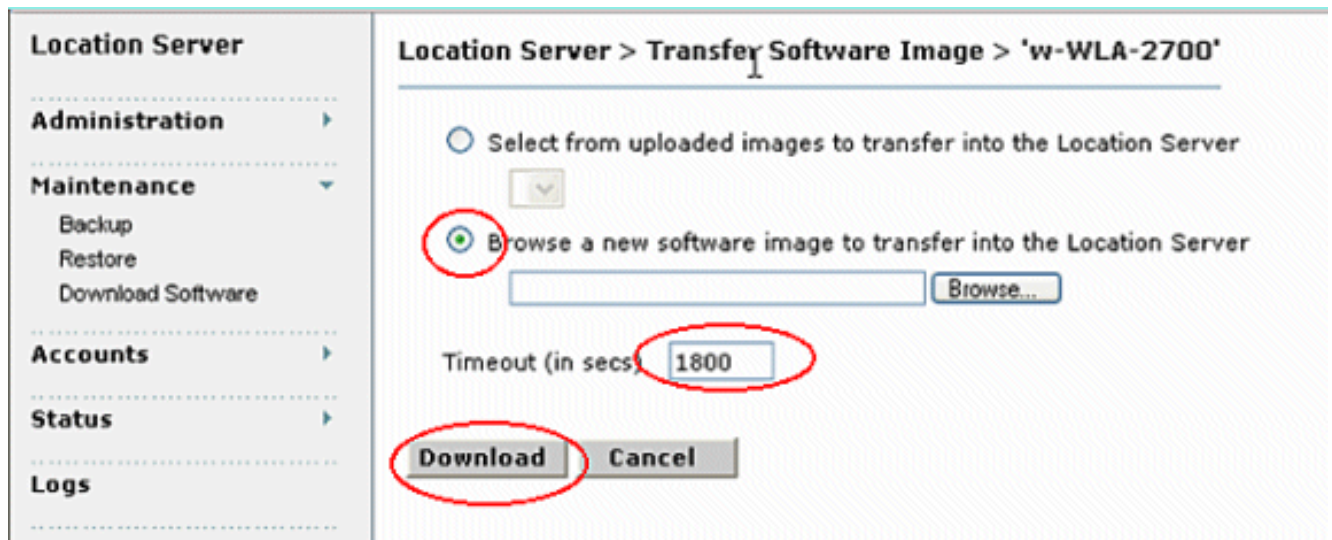 Location Server
Administration
Maintenance
Backup
Restore
Download Software
Accounts
Status
Logs
Location Server > Transfer Software Image > 'w-WLA-2700'
Select from uploaded images to transfer into the Location Server
Browse a new software image to transfer into the Location Server
Browse...
Timeout (in secs) 1800
Download Cancel